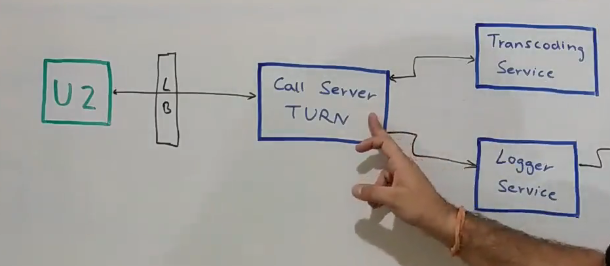 U2
L
B
Call Server
TURN
Transcoding
Service
Logger
Service